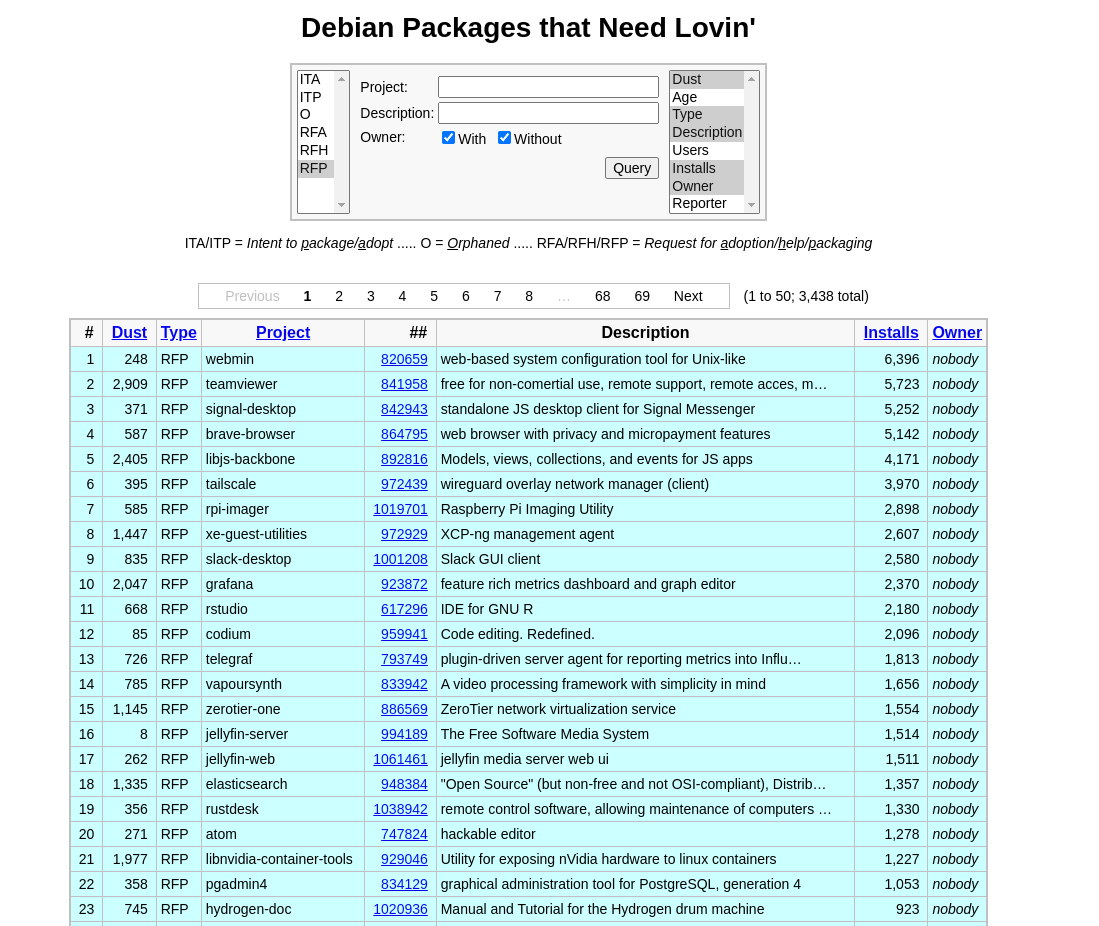 Debian Packages that Need Lovin'
ITA
ITP
O
RFA
RFH
RFP
Project:
Description:
Owner:
With Without
Query
Dust
Age
Type
Description
Users
Installs
Owner
Reporter
ITA/ITP = Intent to package/adopt ..... O = Orphaned ..... RFA/RFH/RFP = Request for adoption/help/packaging
Previous 1 2 3 4 5 6 7 8 … 68 69 Next (1 to 50; 3,438 total)
# Dust Type Project ## Description Installs Owner
1 248 RFP webmin 820659 web-based system configuration tool for Unix-like 6,396 nobody
2 2,909 RFP teamviewer 841958 free for non-comertial use, remote support, remote acces, m… 5,723 nobody
3 371 RFP signal-desktop 842943 standalone JS desktop client for Signal Messenger 5,252 nobody
4 587 RFP brave-browser 864795 web browser with privacy and micropayment features 5,142 nobody
5 2,405 RFP libjs-backbone 892816 Models, views, collections, and events for JS apps 4,171 nobody
6 395 RFP tailscale 972439 wireguard overlay network manager (client) 3,970 nobody
7 585 RFP rpi-imager 1019701 Raspberry Pi Imaging Utility 2,898 nobody
8 1,447 RFP xe-guest-utilities 972929 XCP-ng management agent 2,607 nobody
9 835 RFP slack-desktop 1001208 Slack GUI client 2,580 nobody
10 2,047 RFP grafana 923872 feature rich metrics dashboard and graph editor 2,370 nobody
11 668 RFP rstudio 617296 IDE for GNU R 2,180 nobody
12 85 RFP codium 959941 Code editing. Redefined. 2,096 nobody
13 726 RFP telegraf 793749 plugin-driven server agent for reporting metrics into Influ… 1,813 nobody
14 785 RFP vapoursynth 833942 A video processing framework with simplicity in mind 1,656 nobody
15 1,145 RFP zerotier-one 886569 ZeroTier network virtualization service 1,554 nobody
16 8 RFP jellyfin-server 994189 The Free Software Media System 1,514 nobody
17 262 RFP jellyfin-web 1061461 jellyfin media server web ui 1,511 nobody
18 1,335 RFP elasticsearch 948384 "Open Source" (but non-free and not OSI-compliant), Distrib… 1,357 nobody
19 356 RFP rustdesk 1038942 remote control software, allowing maintenance of computers … 1,330 nobody
20 271 RFP atom 747824 hackable editor 1,278 nobody
21 1,977 RFP libnvidia-container-tools 929046 Utility for exposing nVidia hardware to linux containers 1,227 nobody
22 358 RFP pgadmin4 834129 graphical administration tool for PostgreSQL, generation 4 1,053 nobody
23 745 RFP hydrogen-doc 1020936 Manual and Tutorial for the Hydrogen drum machine 923 nobody